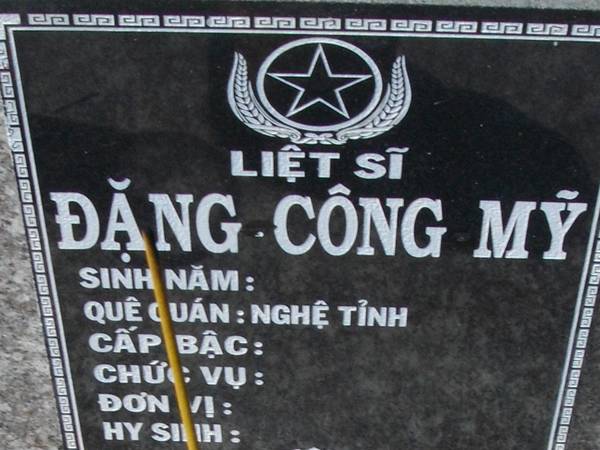 LIỆT SĨ
ĐẶNG CÔNG MỸ
SINH NĂM :
QUÊ QUÁN : NGHỆ TỈNH
CẤP BẬC :
CHỨC VỤ :
ĐƠN VỊ :
HY SINH :